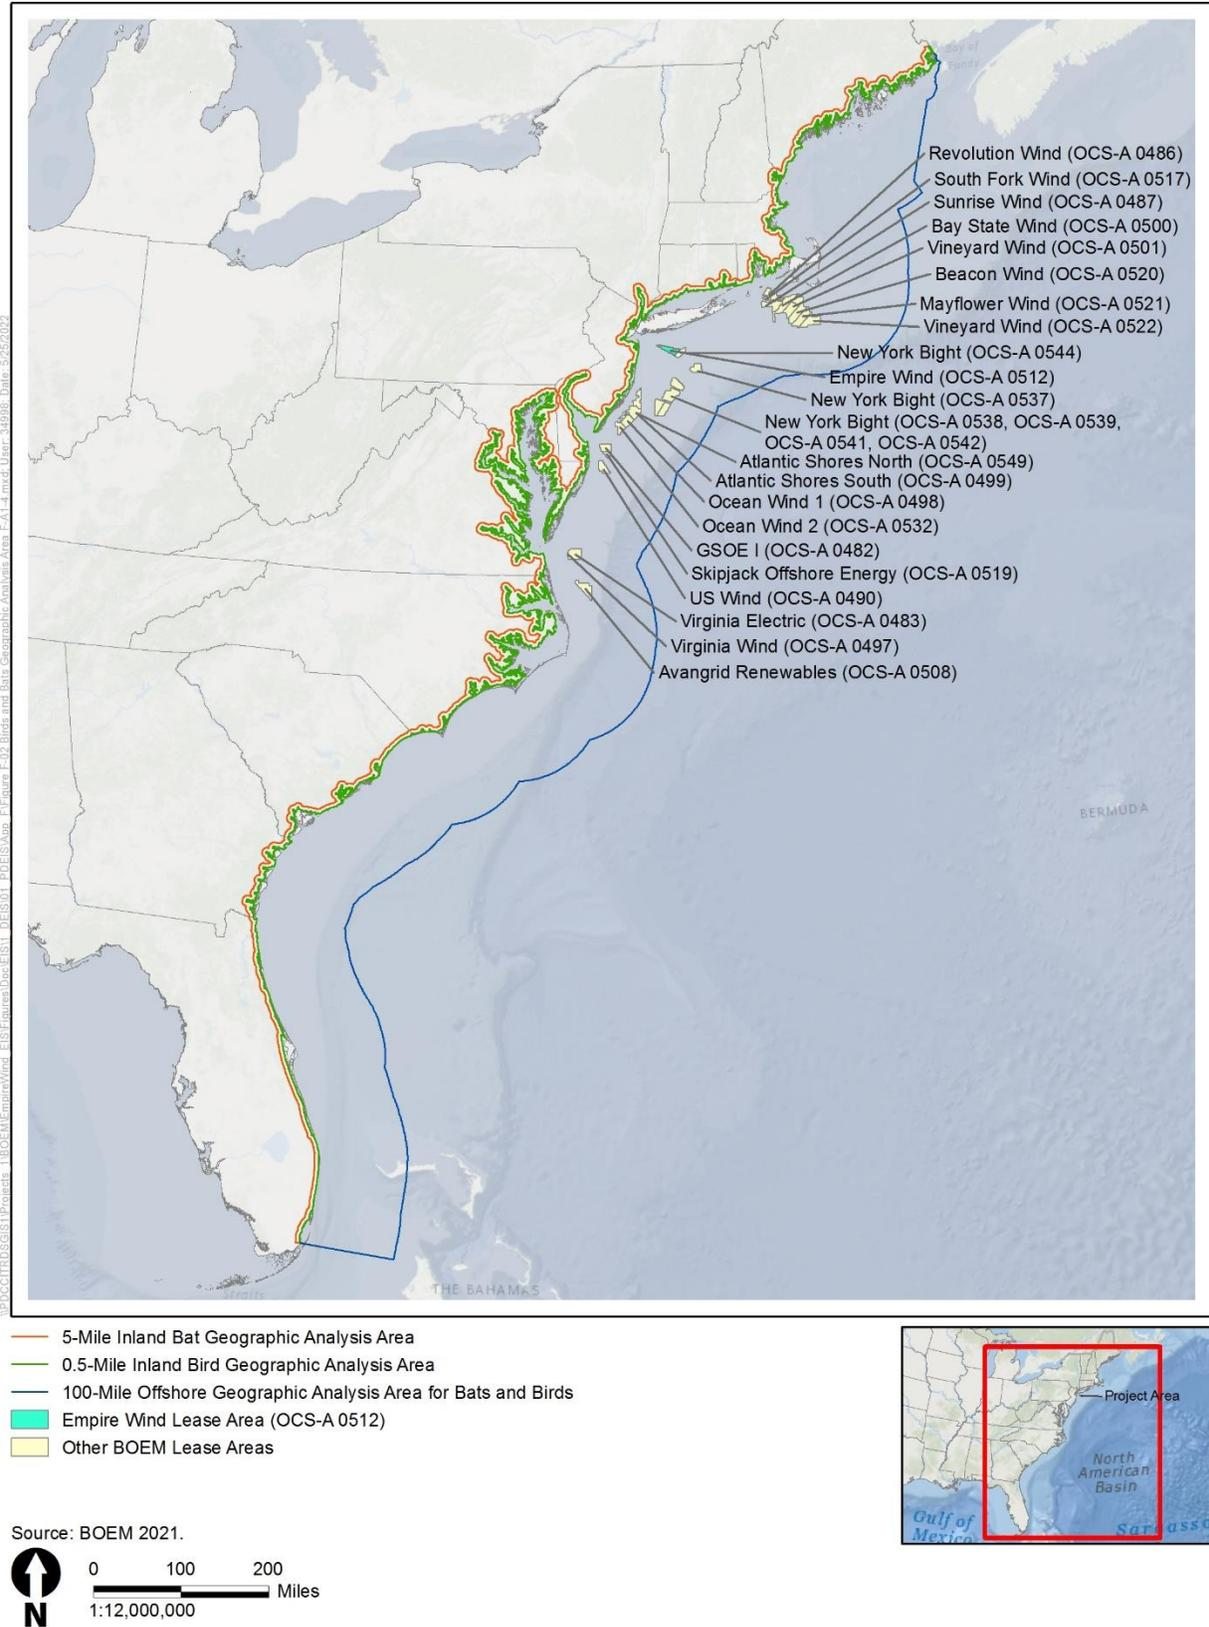 Bay of
Fundy
Revolution Wind (OCS-A 0486)
South Fork Wind (OCS-A 0517)
Sunrise Wind (OCS-A 0487)
Bay State Wind (OCS-A 0500)
Vineyard Wind (OCS-A 0501)
Beacon Wind (OCS-A 0520)
Mayflower Wind (OCS-A 0521)
Vineyard Wind (OCS-A 0522)
New York Bight (OCS-A 0544)
Empire Wind (OCS-A 0512)
New York Bight (OCS-A 0537)
New York Bight (OCS-A 0538, OCS-A 0539,
OCS-A 0541, OCS-A 0542)
Atlantic Shores North (OCS-A 0549)
Atlantic Shores South (OCS-A 0499)
Ocean Wind 1 (OCS-A 0498)
Ocean Wind 2 (OCS-A 0532)
GSOE I (OCS-A 0482)
Skipjack Offshore Energy (OCS-A 0519)
US Wind (OCS-A 0490)
Virginia Electric (OCS-A 0483)
Virginia Wind (OCS-A 0497)
Avangrid Renewables (OCS-A 0508)
BERMUDA
THE BAHAMAS
Straits
5-Mile Inland Bat Geographic Analysis Area
0.5-Mile Inland Bird Geographic Analysis Area
100-Mile Offshore Geographic Analysis Area for Bats and Birds
Empire Wind Lease Area (OCS-A 0512)
Other BOEM Lease Areas
Project Area
North
American
Basin
Gulf of
Mexico
Source: BOEM 2021.
0 100 200
Miles
1:12,000,000
N